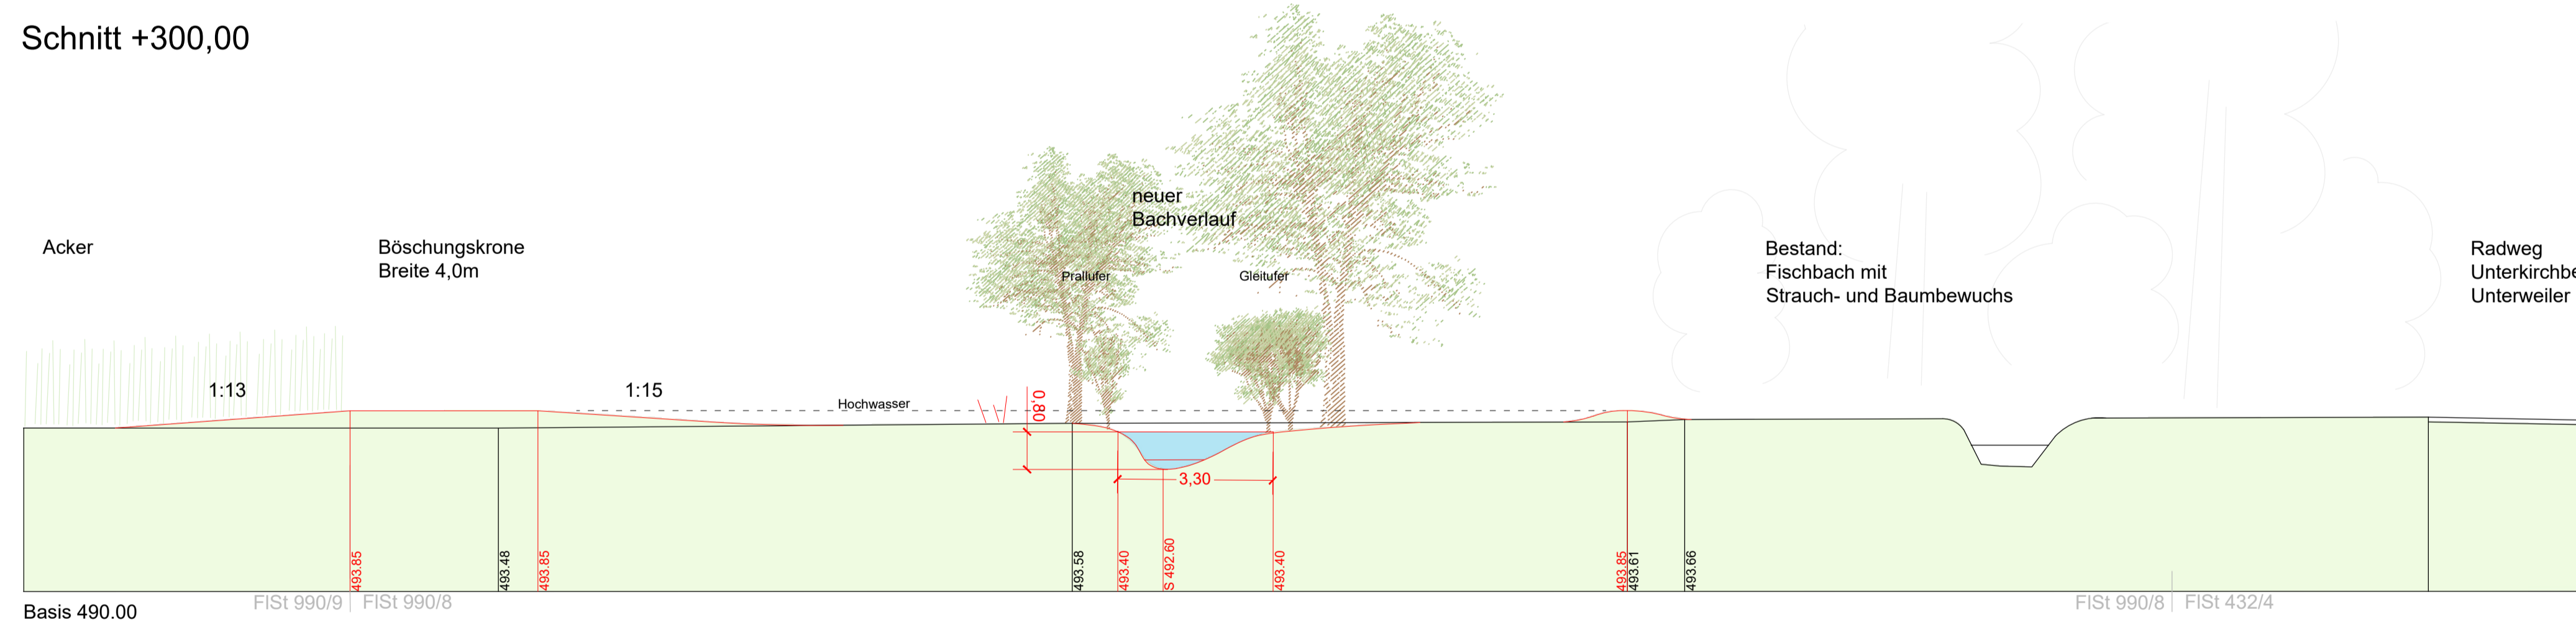 Schnitt +300,00
neuer
Bachverlauf
Acker
Böschungskrone
Breite 4,0m
Prallufer
Gleitufer
Bestand:
Fischbach mit
Strauch- und Baumbewuchs
Radweg
Unterkirchbe
Unterweiler
1:13
1:15
Hochwasser
0,80
3,30
493.85
493.48
493.85
493.58
493.40
S 492.60
493.40
493.85
493.61
493.66
FlSt 990/9
FlSt 990/8
FlSt 990/8
FlSt 432/4
Basis 490.00